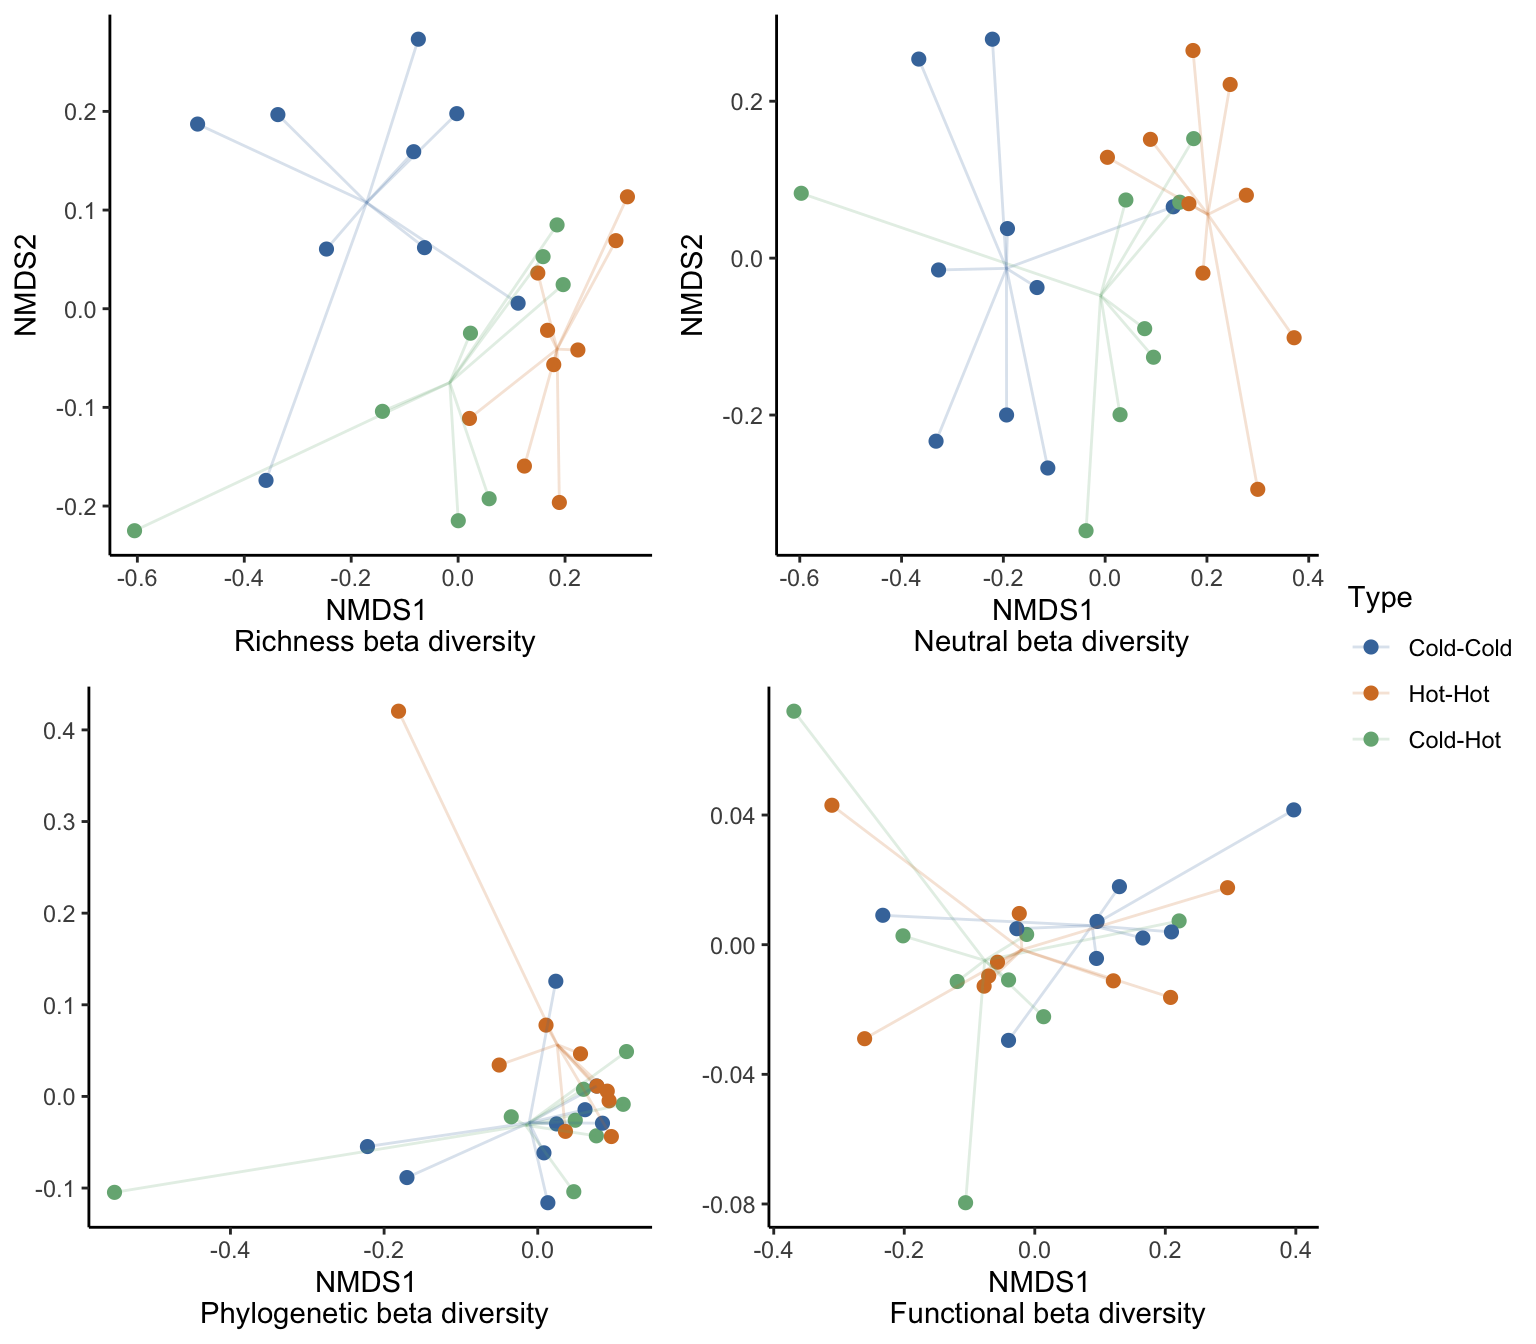 NMDS2
0.2
0.1
0.0
-0.1
-0.2
-0.6 -0.4 -0.2 0.0 0.2
NMDS1
Richness beta diversity
NMDS2
0.2
0.0
-0.2
-0.6 -0.4 -0.2 0.0 0.2 0.4
NMDS1
Neutral beta diversity
Type
Cold-Cold
Hot-Hot
Cold-Hot
0.4
0.3
0.2
0.1
0.0
-0.1
-0.4 -0.2 0.0
NMDS1
Phylogenetic beta diversity
0.04
0.00
-0.04
-0.08
-0.4 -0.2 0.0 0.2 0.4
NMDS1
Functional beta diversity